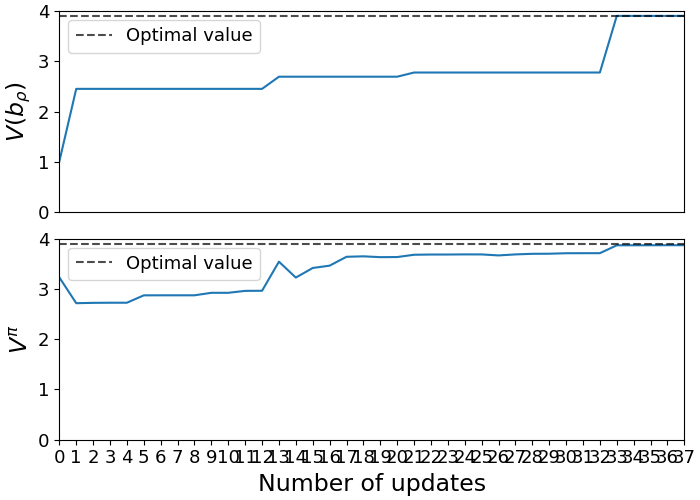 4
Optimal value
3
V(bρ)
2
1
0
4
Optimal value
3
Vπ
2
1
0
0 1 2 3 4 5 6 7 8 9 10 11 12 13 14 15 16 17 18 19 20 21 22 23 24 25 26 27 28 29 30 31 32 33 34 35 36 37
Number of updates